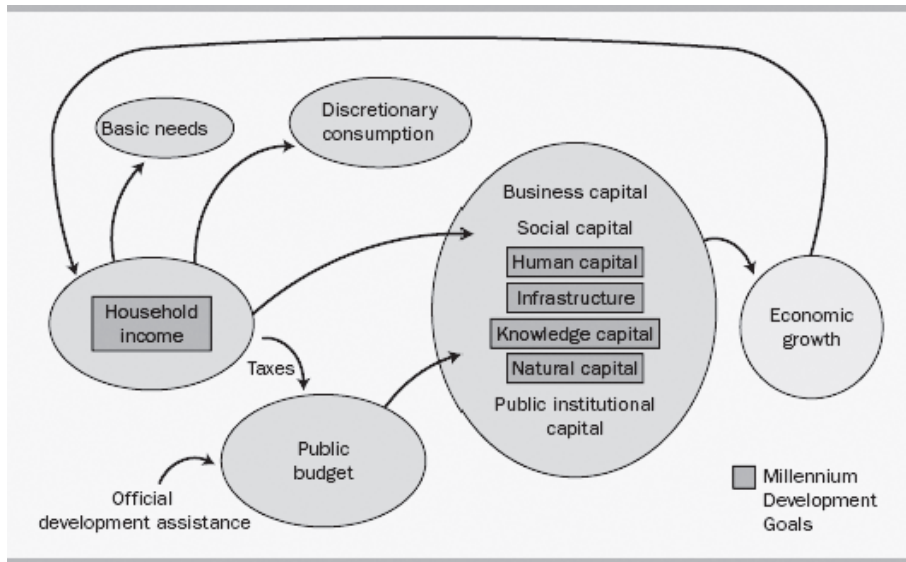 Basic needs
Discretionary
consumption
Business capital
Social capital
Human capital
Infrastructure
Knowledge capital
Natural capital
Public institutional
capital
Household
income
Economic
growth
Taxes
Public
budget
Official
development assistance
Millennium
Development
Goals